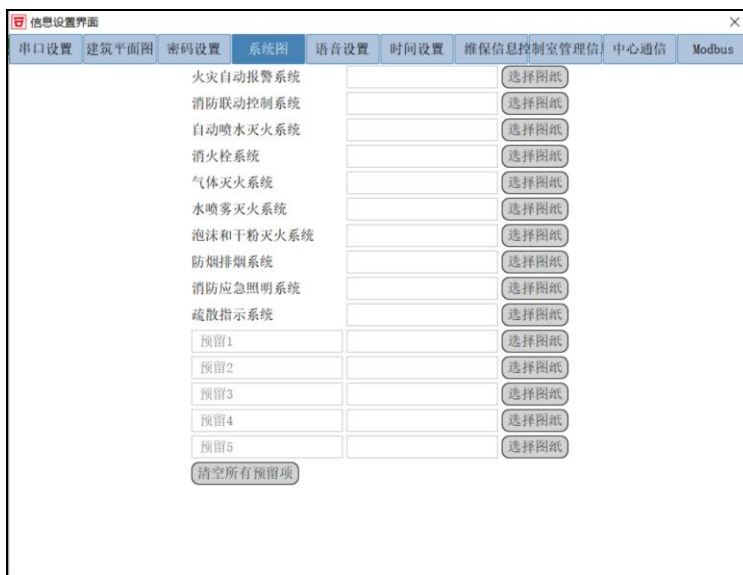 信息设置界面
串口设置 建筑平面图 密码设置 系统图 语音设置 时间设置 维保信息控制室管理信息 中心通信 Modbus
火灾自动报警系统 选择图纸
消防联动控制系统 选择图纸
自动喷水灭火系统 选择图纸
消火栓系统 选择图纸
气体灭火系统 选择图纸
水喷雾灭火系统 选择图纸
泡沫和干粉灭火系统 选择图纸
防烟排烟系统 选择图纸
消防应急照明系统 选择图纸
疏散指示系统 选择图纸
预留1 选择图纸
预留2 选择图纸
预留3 选择图纸
预留4 选择图纸
预留5 选择图纸
清空所有预留项